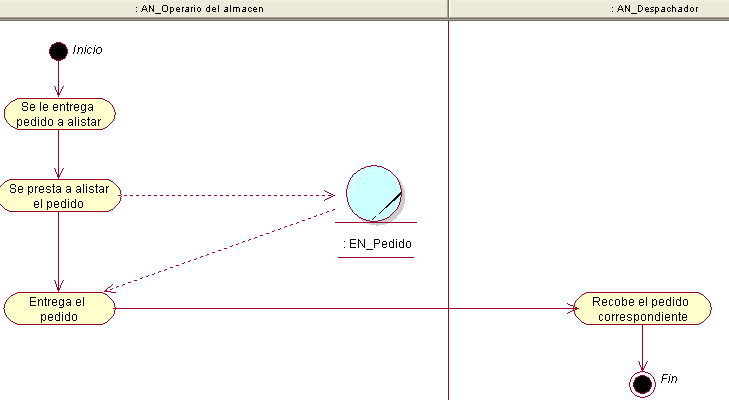 : AN_Operario del almacen
: AN_Despachador
Inicio
Se le entrega
pedido a alistar
Se presta a alistar
el pedido
: EN_Pedido
Entrega el
pedido
Recobe el pedido
correspondiente
Fin